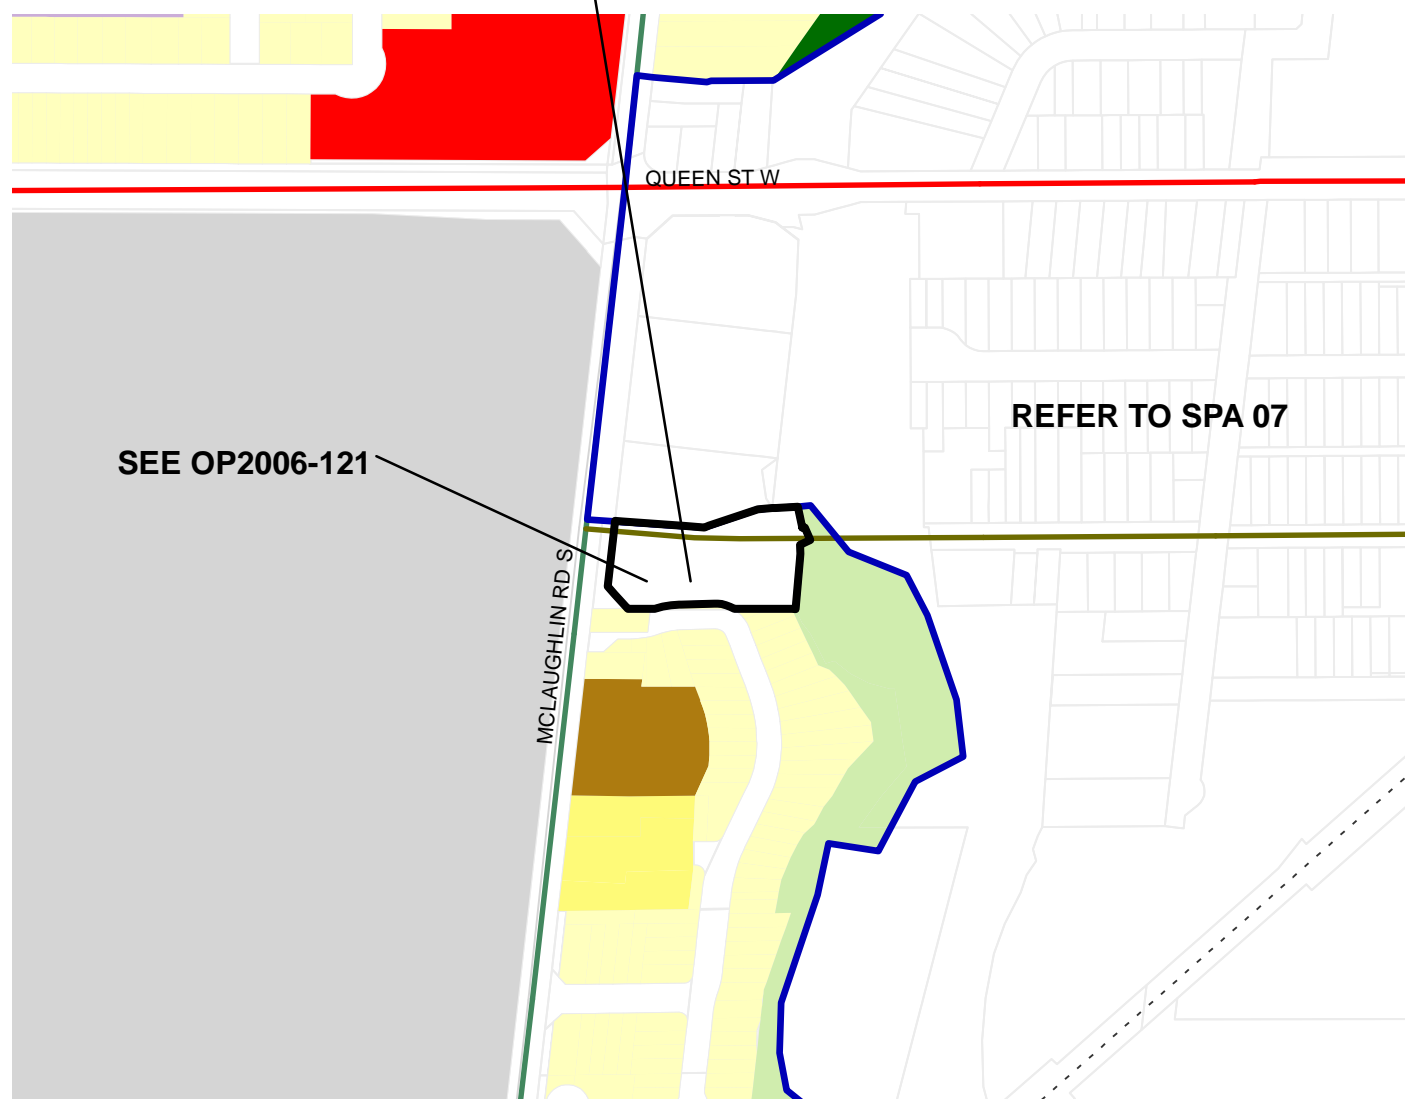 QUEEN ST W
REFER TO SPA 07
SEE OP2006-121
MCLAUGHLIN RD S